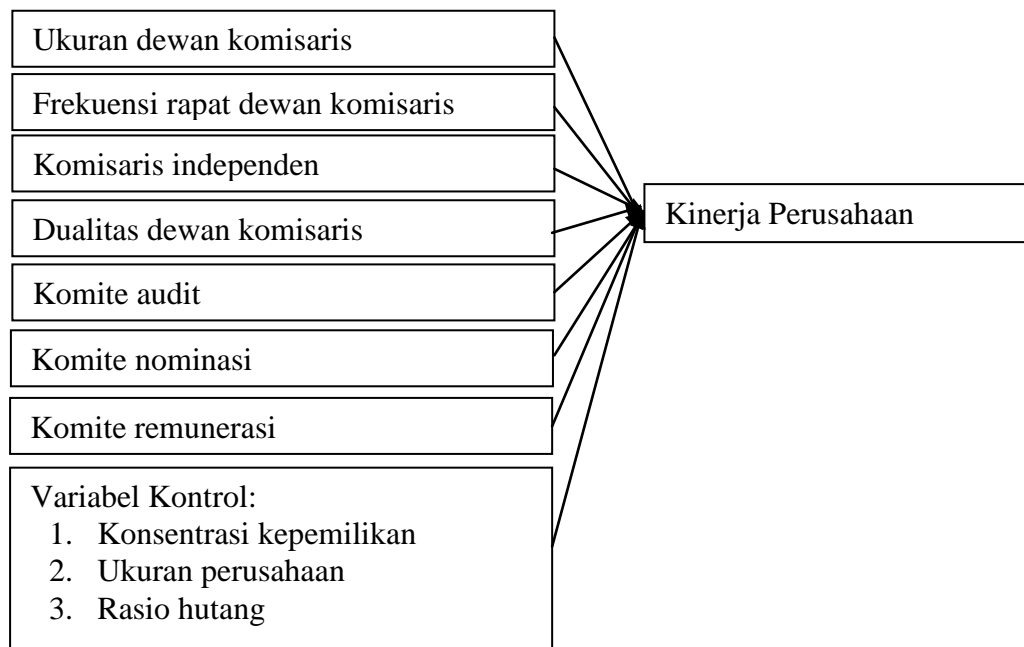 Ukuran dewan komisaris
Frekuensi rapat dewan komisaris
Komisaris independen
Dualitas dewan komisaris
Komite audit
Komite nominasi
Komite remunerasi
Variabel Kontrol:
1. Konsentrasi kepemilikan
2. Ukuran perusahaan
3. Rasio hutang
Kinerja Perusahaan